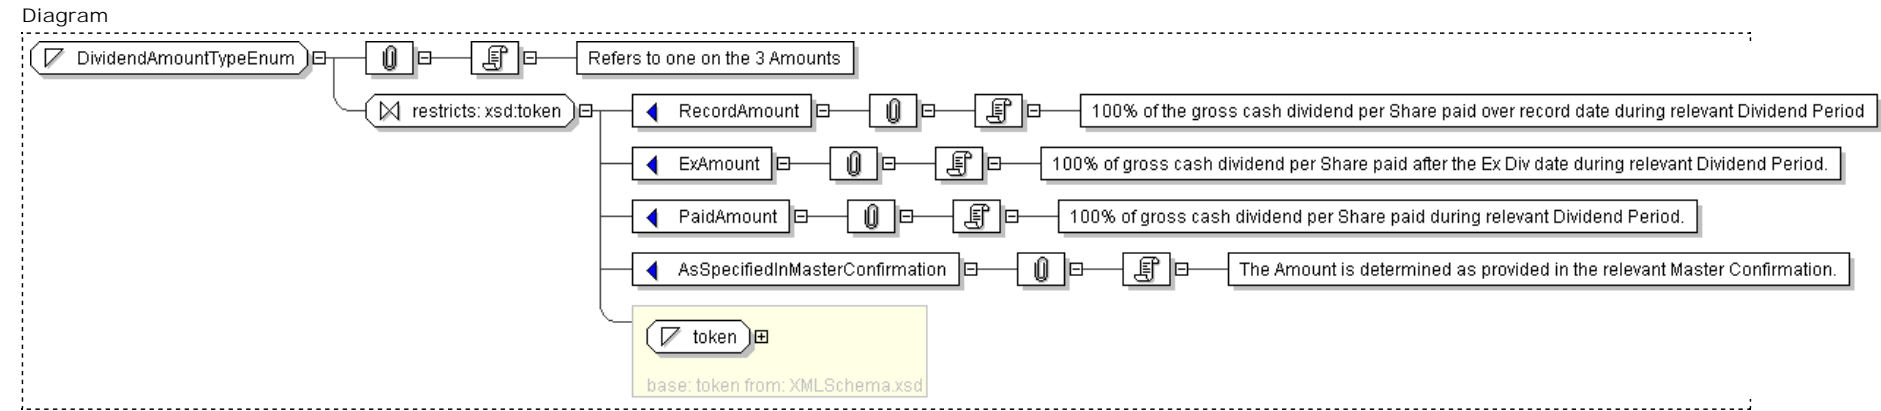 Diagram
DividendAmountTypeEnum
Refers to one on the 3 Amounts
restricts: xsd:token
RecordAmount
100% of the gross cash dividend per Share paid over record date during relevant Dividend Period
ExAmount
100% of gross cash dividend per Share paid after the Ex Div date during relevant Dividend Period.
PaidAmount
100% of gross cash dividend per Share paid during relevant Dividend Period.
AsSpecifiedInMasterConfirmation
The Amount is determined as provided in the relevant Master Confirmation.
token
base: token from: XMLSchema.xsd